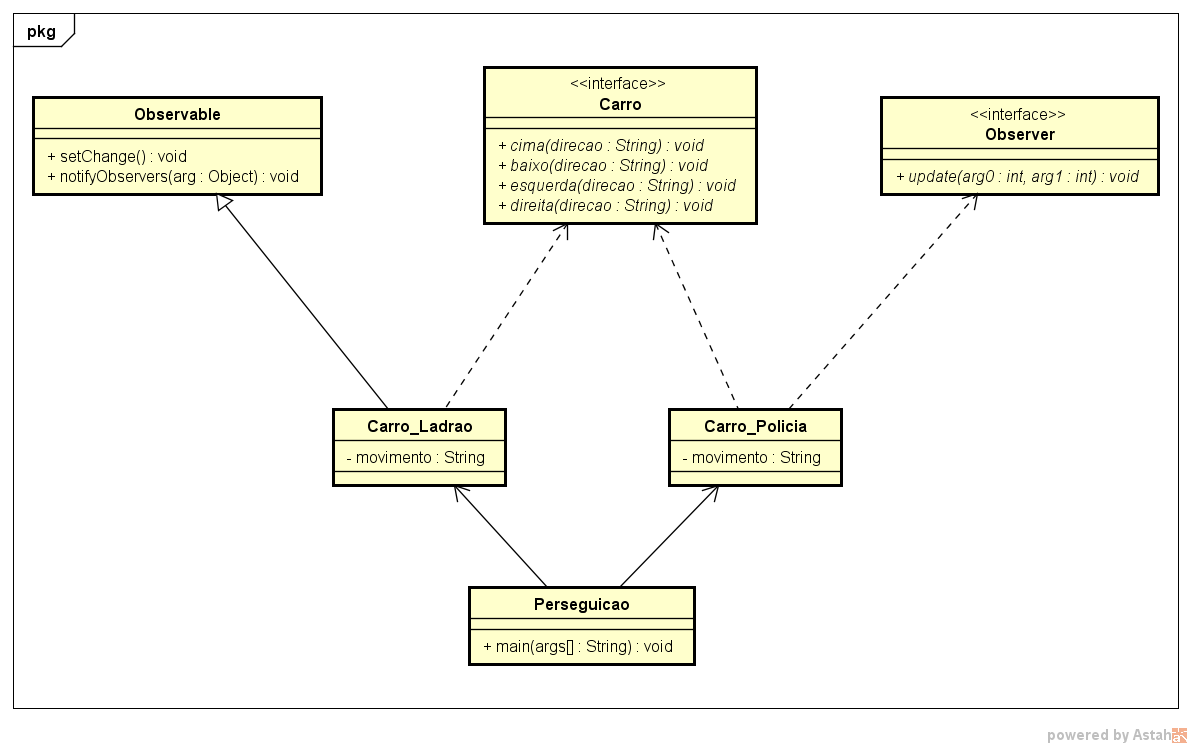 pkg
Observable
+ setChange() : void
+ notifyObservers(arg : Object) : void
<<interface>>
Carro
+ cima(direcao : String) : void
+ baixo(direcao : String) : void
+ esquerda(direcao : String) : void
+ direita(direcao : String) : void
<<interface>>
Observer
+ update(arg0 : int, arg1 : int) : void
Carro_Ladrao
- movimento : String
Carro_Policia
- movimento : String
Perseguicao
+ main(args[] : String) : void
powered by Astah